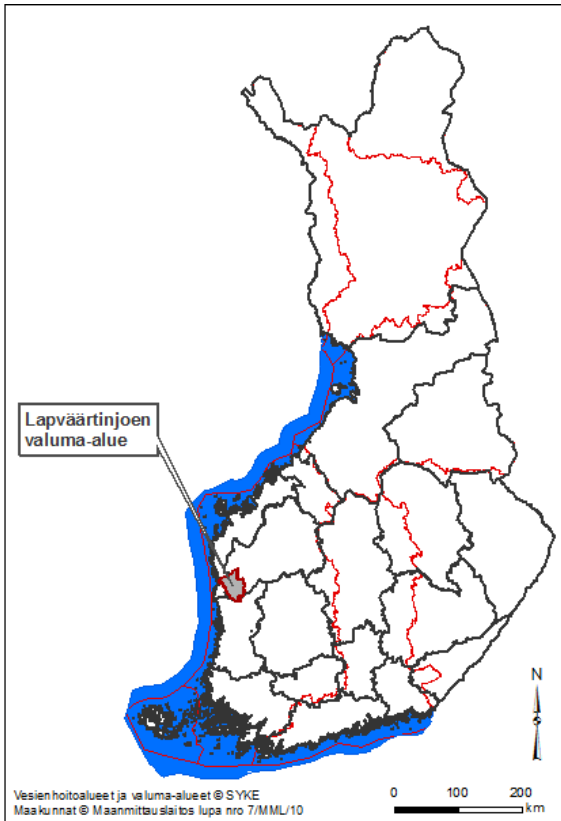 Lapväärtinjoen
valuma-alue
N
Vesienhoitoalueet ja valuma-alueet © SYKE
Maakunnat © Maanmittauslaitos lupa nro 7/MML/10
0 100 200
km